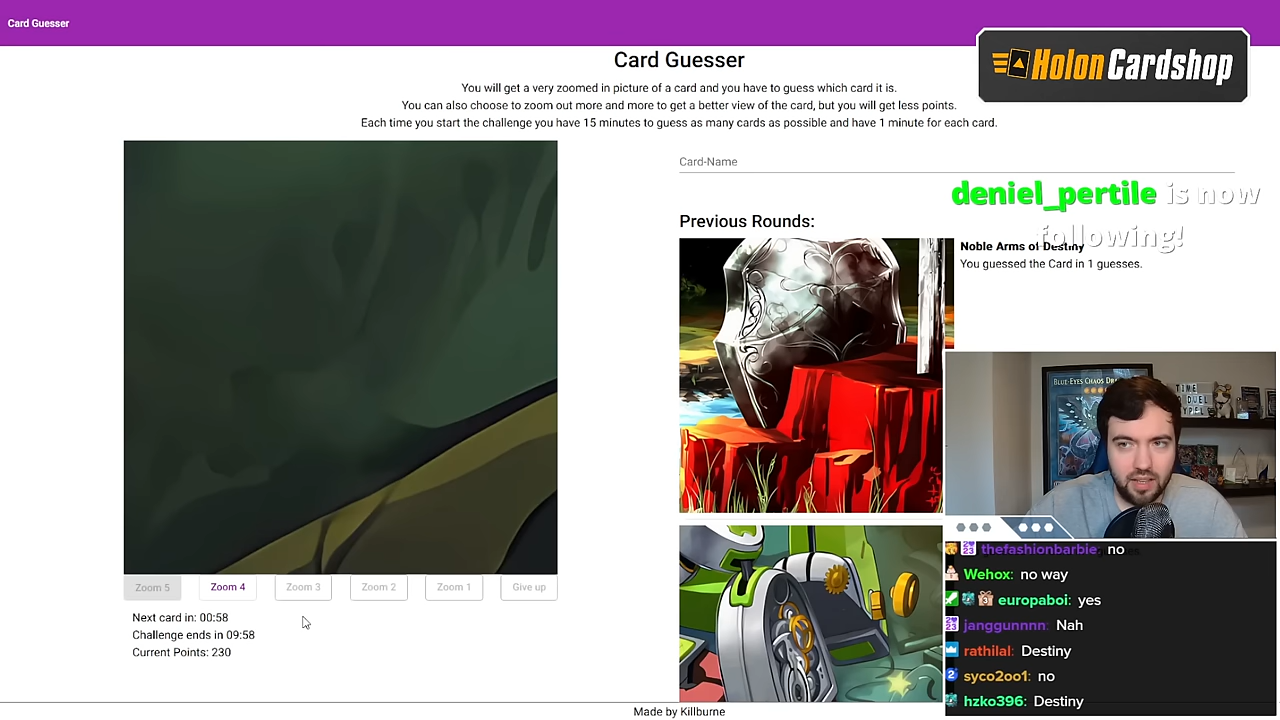 Card Guesser
Card Guesser
You will get a very zoomed in picture of a card and you have to guess which card it is.
You can also choose to zoom out more and more to get a better view of the card, but you will get less points.
Each time you start the challenge you have 15 minutes to guess as many cards as possible and have 1 minute for each card.
Holon Cardshop
Card-Name
deniel_pertile is now
following!
Previous Rounds:
Noble Arms of Destiny
You guessed the Card in 1 guesses.
BLUE-EYES CHAOS DRA
TIME
DUEL
Zoom 5
Zoom 4
Zoom 3
Zoom 2
Zoom 1
Give up
Next card in: 00:58
Challenge ends in 09:58
Current Points: 230
thefashionbarbie: no
Wehox: no way
europaboi: yes
janggunnnn: Nah
rathilal: Destiny
syco2oo1: no
hzko396: Destiny
Made by Killburne